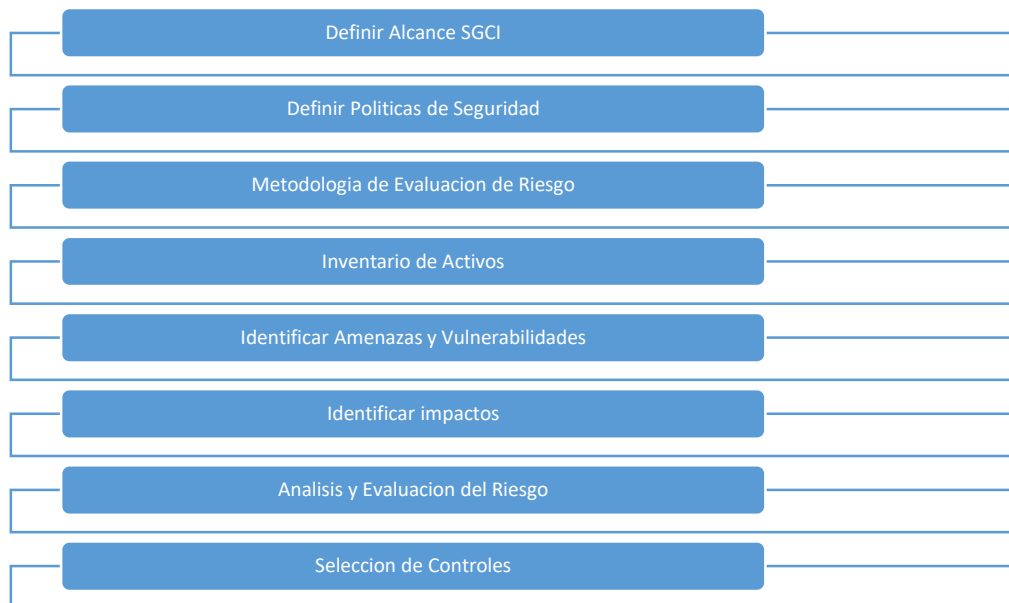 Definir Alcance SGCI
Definir Politicas de Seguridad
Metodologia de Evaluacion de Riesgo
Inventario de Activos
Identificar Amenazas y Vulnerabilidades
Identificar impactos
Analisis y Evaluacion del Riesgo
Seleccion de Controles